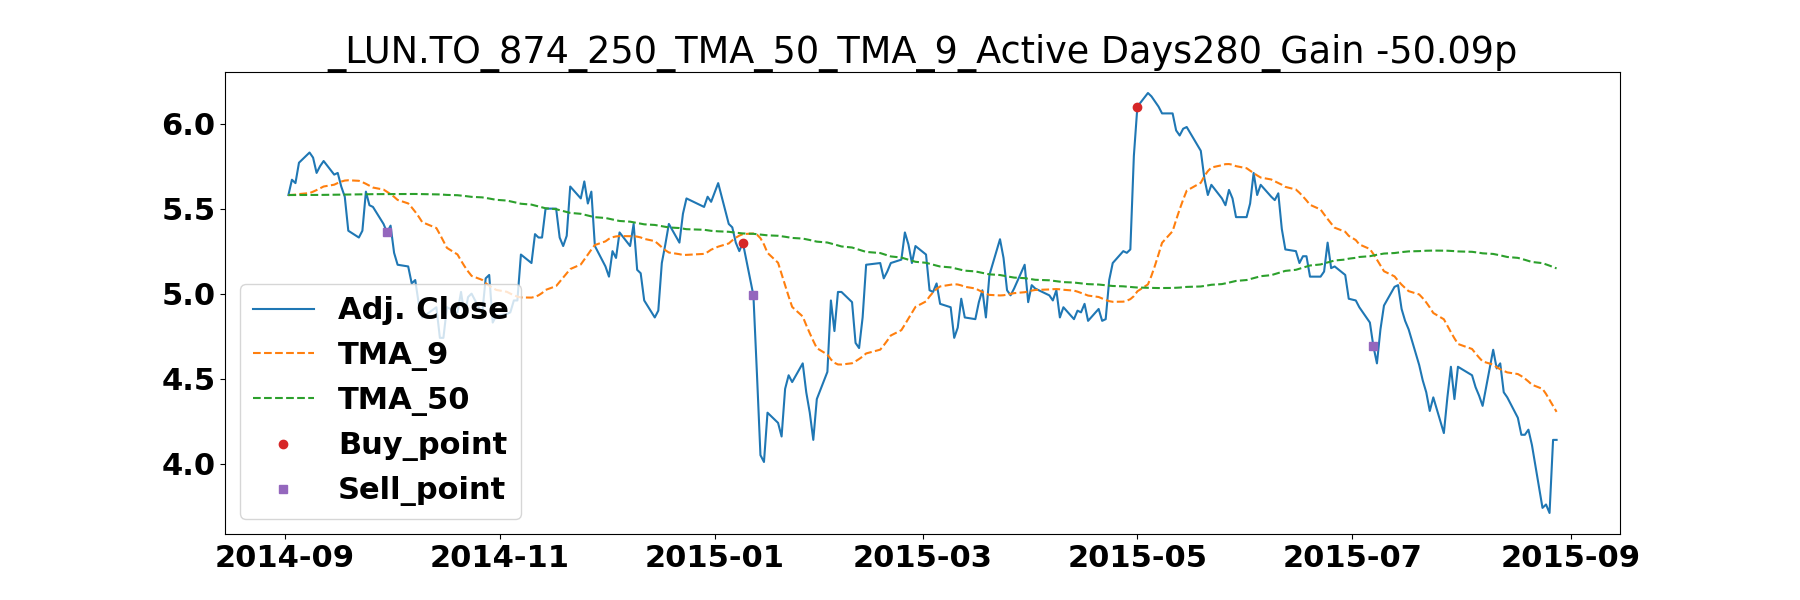 _LUN.TO_874_250_TMA_50_TMA_9_Active Days280_Gain -50.09p
6.0
5.5
5.0
4.5
4.0
Adj. Close
TMA_9
TMA_50
Buy_point
Sell_point
2014-09 2014-11 2015-01 2015-03 2015-05 2015-07 2015-09